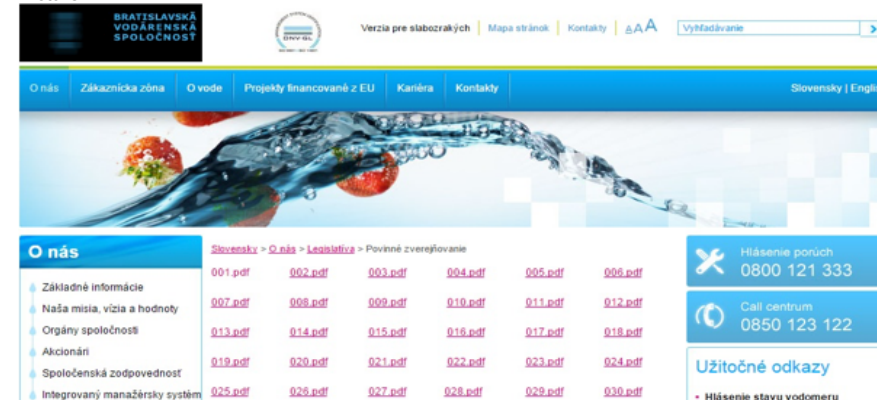 BRATISLAVSKÁ
VODÁRENSKÁ
SPOLOČNOSŤ
DNV·GL
Verzia pre slabozrakých | Mapa stránok | Kontakty | AAA
Vyhľadávanie
O nás Zákaznícka zóna O vode Projekty financované z EU Kariéra Kontakty
Slovensky | Englis
O nás
Základné informácie
Naša misia, vízia a hodnoty
Orgány spoločnosti
Akcionári
Spoločenská zodpovednosť
Integrovaný manažérsky systém
Slovensky > O nás > Legislatíva > Povinné zverejňovanie
001.pdf 002.pdf 003.pdf 004.pdf 005.pdf 006.pdf
007.pdf 008.pdf 009.pdf 010.pdf 011.pdf 012.pdf
013.pdf 014.pdf 015.pdf 016.pdf 017.pdf 018.pdf
019.pdf 020.pdf 021.pdf 022.pdf 023.pdf 024.pdf
025.pdf 026.pdf 027.pdf 028.pdf 029.pdf 030.pdf
Hlásenie porúch
0800 121 333
Call centrum
0850 123 122
Užitočné odkazy
Hlásenie stavu vodomeru